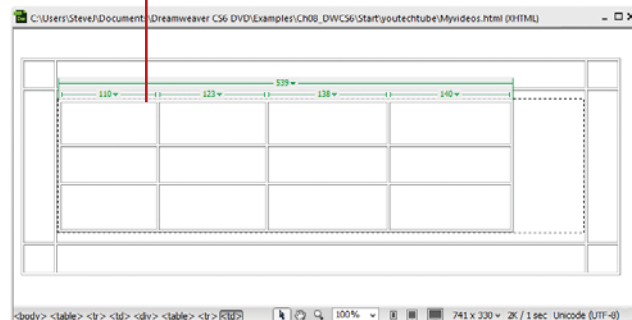 C:\Users\SteveJ\Documents\Dreamweaver CS6 DVD\Examples\Ch08_DWCS6\Start\youtechtube\Myvideos.html (XHTML)
539
110 123 138 140
<body> <table> <tr> <td> <div> <table> <tr> <td> 100% 741 x 330 2K / 1 sec Unicode (UTF-8)